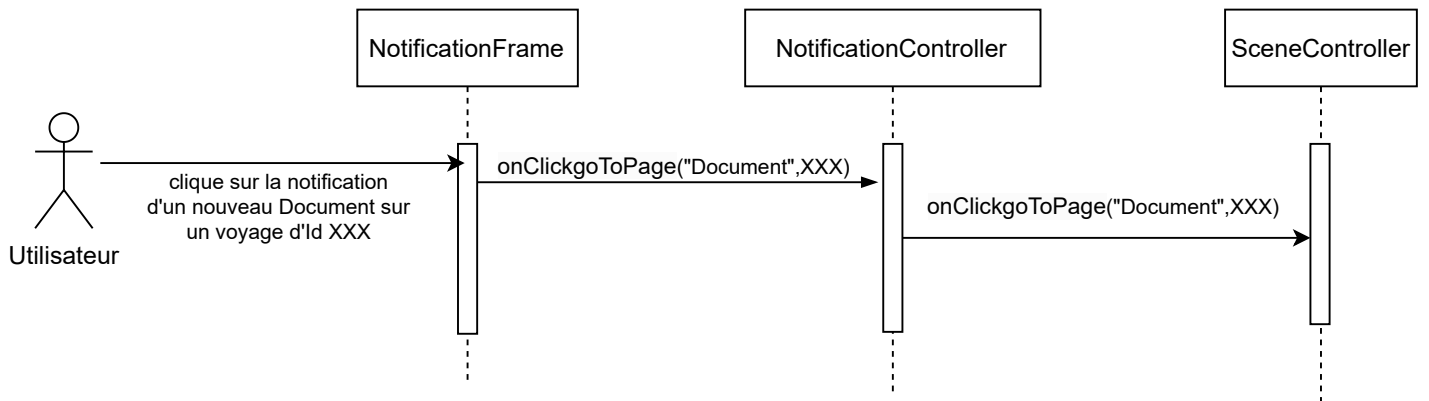 NotificationFrame
NotificationController
SceneController
onClickgoToPage("Document",XXX)
clique sur la notification
d'un nouveau Document sur
un voyage d'Id XXX
onClickgoToPage("Document",XXX)
Utilisateur